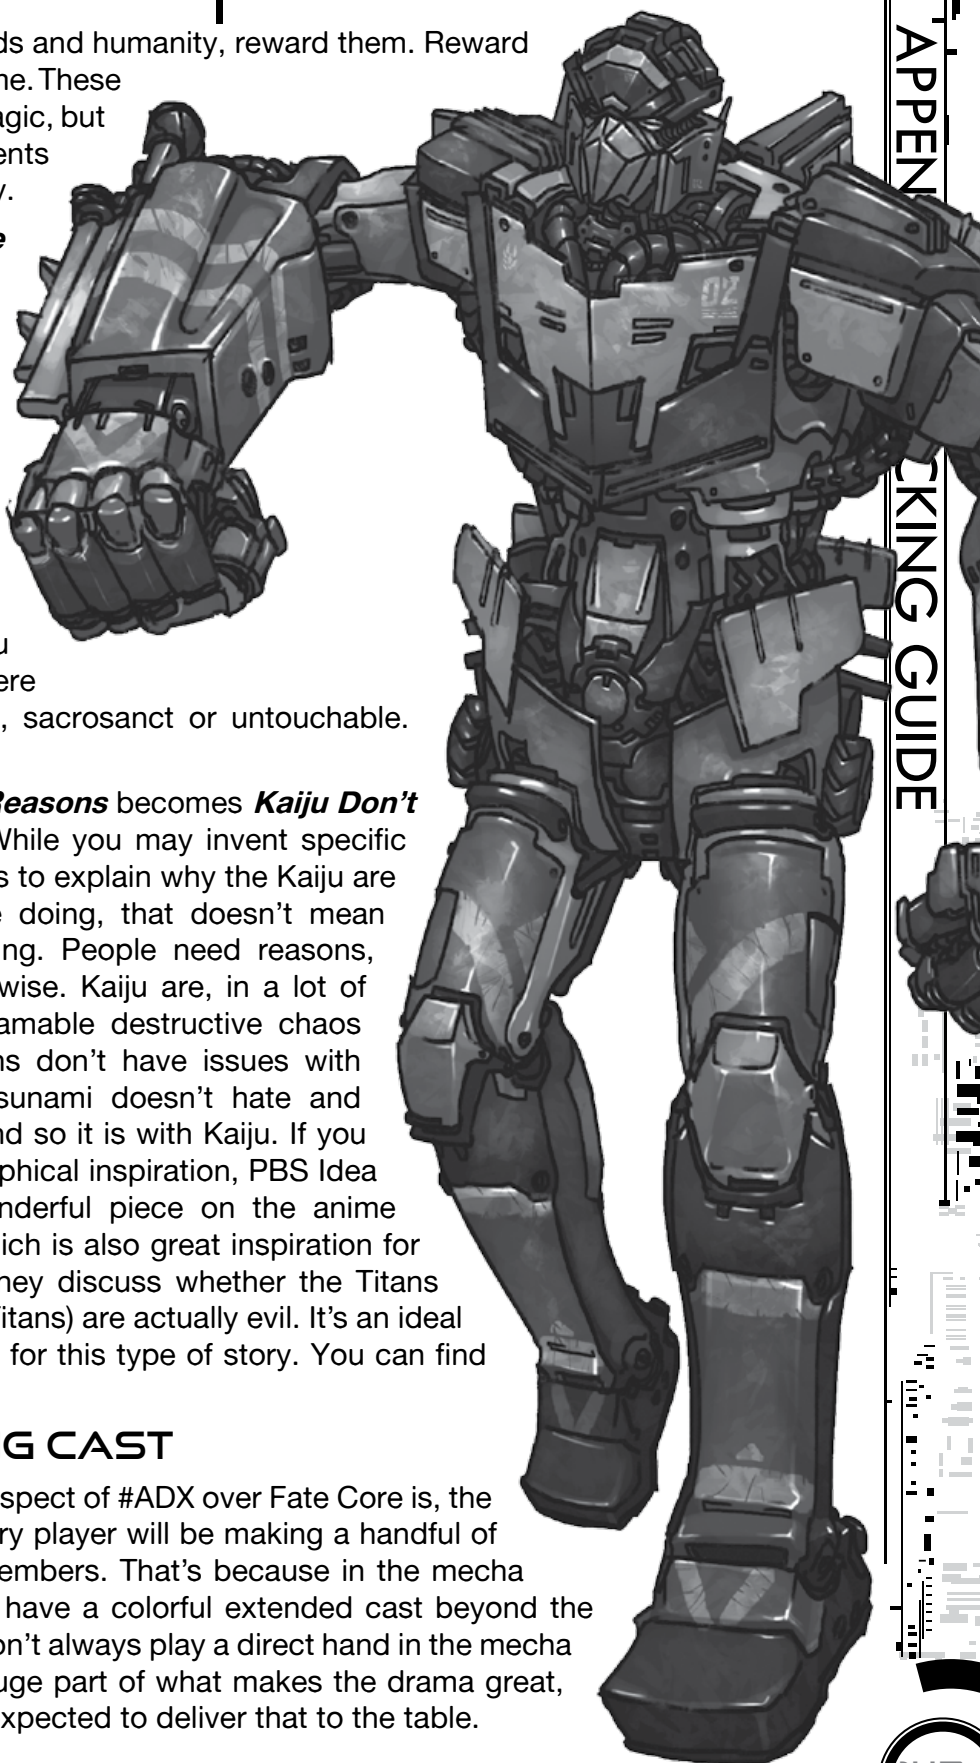 ds and humanity, reward them. Reward
ne. These
agic, but
ents
y.
e
u
ere
, sacrosanct or untouchable.
Reasons becomes Kaiju Don't
While you may invent specific
s to explain why the Kaiju are
e doing, that doesn't mean
ing. People need reasons,
wise. Kaiju are, in a lot of
amable destructive chaos
ns don't have issues with
sunami doesn't hate and
nd so it is with Kaiju. If you
phical inspiration, PBS Idea
nderful piece on the anime
hich is also great inspiration for
hey discuss whether the Titans
Titans) are actually evil. It's an ideal
for this type of story. You can find
G CAST
spect of #ADX over Fate Core is, the
ry player will be making a handful of
embers. That's because in the mecha
have a colorful extended cast beyond the
on't always play a direct hand in the mecha
uge part of what makes the drama great,
xpected to deliver that to the table.
02
APPEN
CKING GUIDE